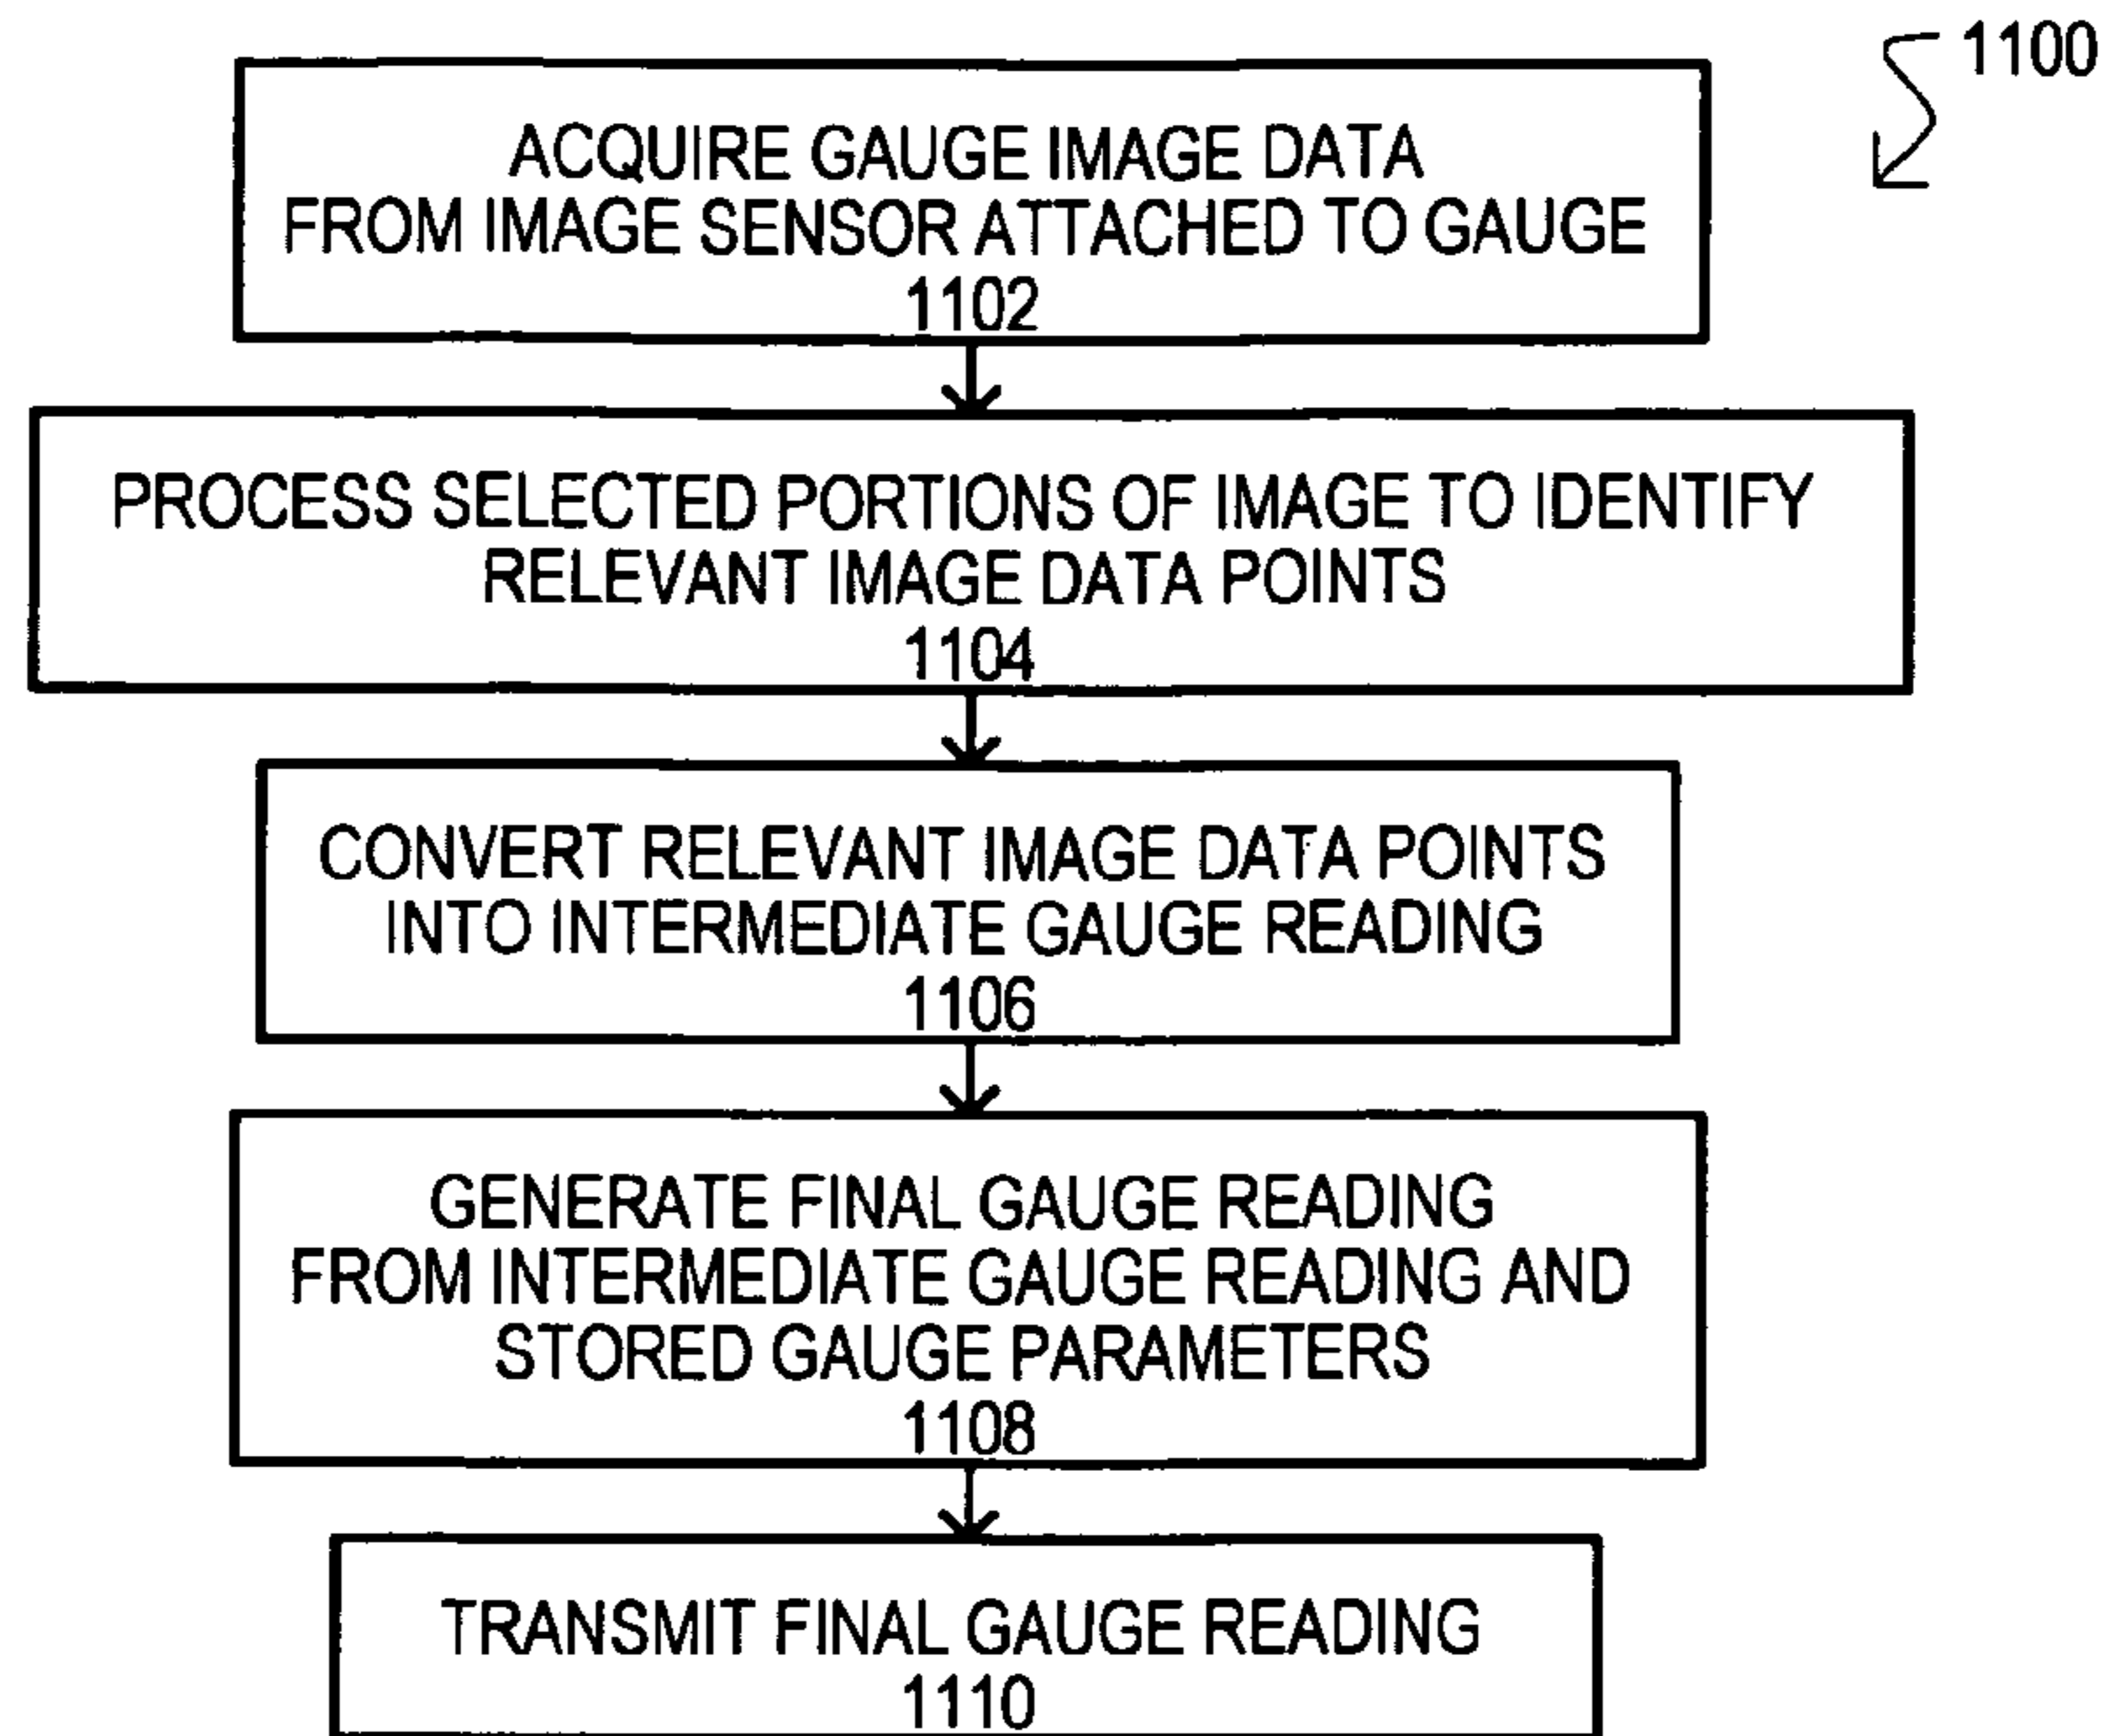 1100
ACQUIRE GAUGE IMAGE DATA
FROM IMAGE SENSOR ATTACHED TO GAUGE
1102
PROCESS SELECTED PORTIONS OF IMAGE TO IDENTIFY
RELEVANT IMAGE DATA POINTS
1104
CONVERT RELEVANT IMAGE DATA POINTS
INTO INTERMEDIATE GAUGE READING
1106
GENERATE FINAL GAUGE READING
FROM INTERMEDIATE GAUGE READING AND
STORED GAUGE PARAMETERS
1108
TRANSMIT FINAL GAUGE READING
1110